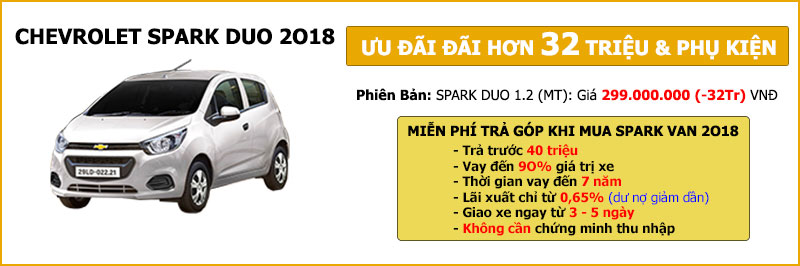 CHEVROLET SPARK DUO 2018
ƯU ĐÃI ĐÃI HƠN 32 TRIỆU & PHỤ KIỆN
Phiên Bản: SPARK DUO 1.2 (MT): Giá 299.000.000 (-32Tr) VNĐ
MIỄN PHÍ TRẢ GÓP KHI MUA SPARK VAN 2018
- Trả trước 40 triệu
- Vay đến 90% giá trị xe
- Thời gian vay đến 7 năm
- Lãi xuất chỉ từ 0,65% (dư nợ giảm dần)
- Giao xe ngay từ 3 - 5 ngày
- Không cần chứng minh thu nhập
29LD-022.21